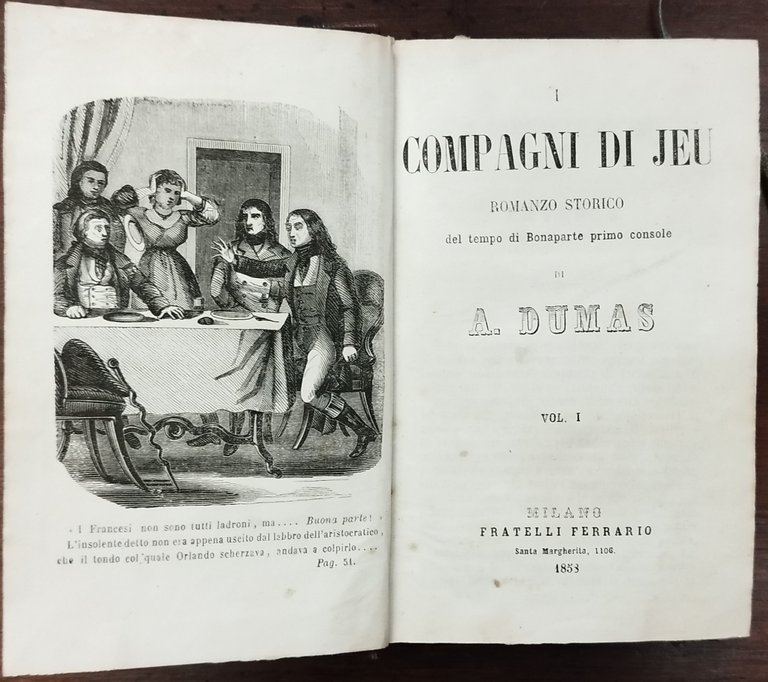 « I Francesi non sono tutti ladroni, ma.... Buona parte! »
L'insolente detto non era appena uscito dal labbro dell'aristocratico,
che il tondo col quale Orlando scherzava, andava a colpirlo....
Pag. 51.
I
COMPAGNI DI JEU
ROMANZO STORICO
del tempo di Bonaparte primo console
DI
A. DUMAS
VOL. I
MILANO
FRATELLI FERRARIO
Santa Margherita, 1106.
1858